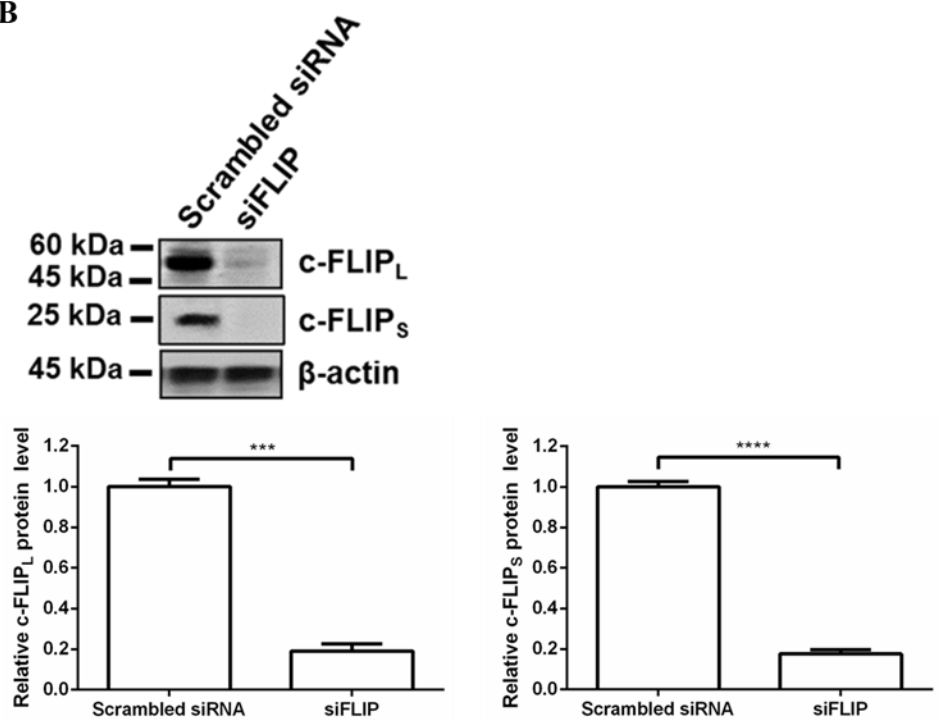 B
Scrambled siRNA
siFLIP
60 kDa
45 kDa
c-FLIPL
25 kDa
c-FLIPS
45 kDa
β-actin
Relative c-FLIPL protein level
1.2
1.0
0.8
0.6
0.4
0.2
0.0
***
Scrambled siRNA
siFLIP
Relative c-FLIPS protein level
1.2
1.0
0.8
0.6
0.4
0.2
0.0
****
Scrambled siRNA
siFLIP